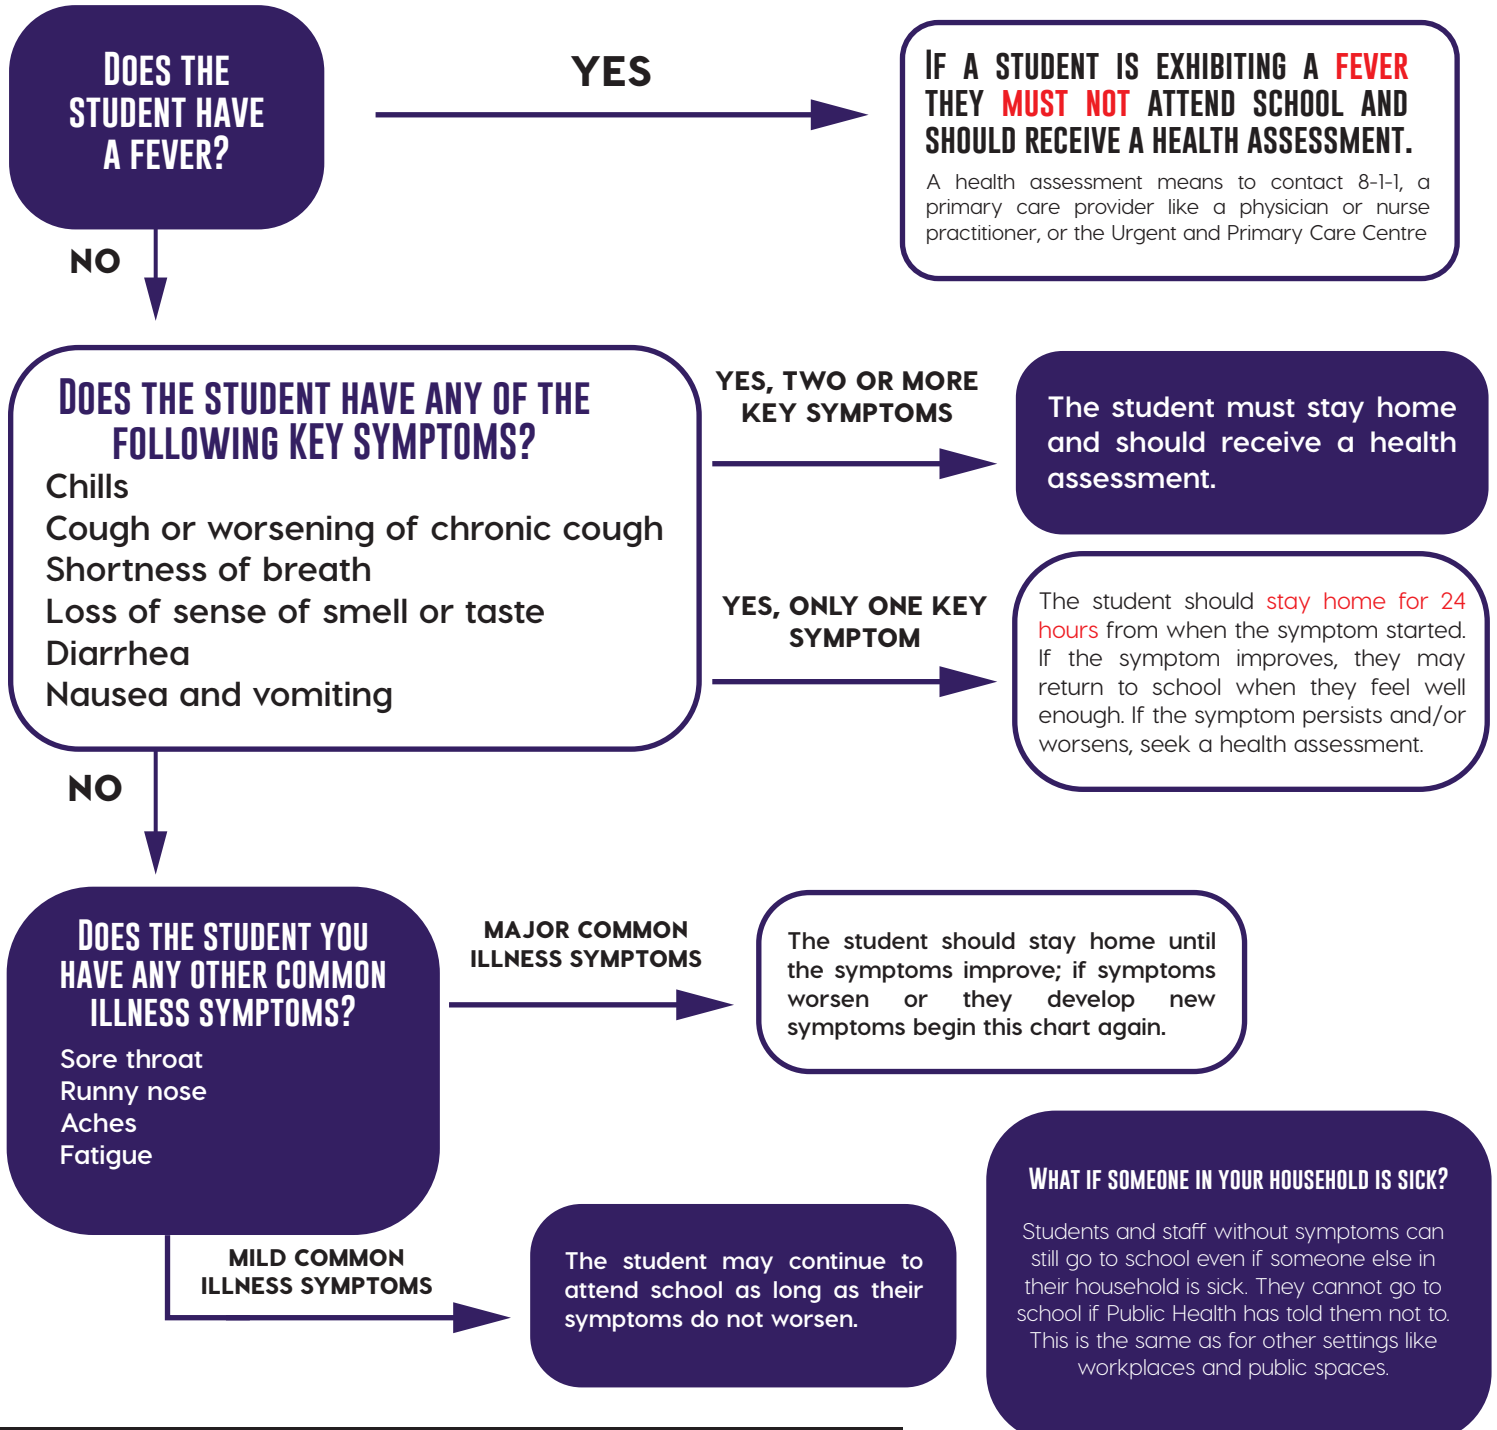 DOES THE
STUDENT HAVE
A FEVER?
YES
IF A STUDENT IS EXHIBITING A FEVER
THEY MUST NOT ATTEND SCHOOL AND
SHOULD RECEIVE A HEALTH ASSESSMENT.
A health assessment means to contact 8-1-1, a
primary care provider like a physician or nurse
practitioner, or the Urgent and Primary Care Centre
NO
DOES THE STUDENT HAVE ANY OF THE
FOLLOWING KEY SYMPTOMS?
Chills
Cough or worsening of chronic cough
Shortness of breath
Loss of sense of smell or taste
Diarrhea
Nausea and vomiting
YES, TWO OR MORE
KEY SYMPTOMS
The student must stay home
and should receive a health
assessment.
YES, ONLY ONE KEY
SYMPTOM
The student should stay home for 24
hours from when the symptom started.
If the symptom improves, they may
return to school when they feel well
enough. If the symptom persists and/or
worsens, seek a health assessment.
NO
DOES THE STUDENT YOU
HAVE ANY OTHER COMMON
ILLNESS SYMPTOMS?
Sore throat
Runny nose
Aches
Fatigue
MAJOR COMMON
ILLNESS SYMPTOMS
The student should stay home until
the symptoms improve; if symptoms
worsen or they develop new
symptoms begin this chart again.
MILD COMMON
ILLNESS SYMPTOMS
The student may continue to
attend school as long as their
symptoms do not worsen.
WHAT IF SOMEONE IN YOUR HOUSEHOLD IS SICK?
Students and staff without symptoms can
still go to school even if someone else in
their household is sick. They cannot go to
school if Public Health has told them not to.
This is the same as for other settings like
workplaces and public spaces.